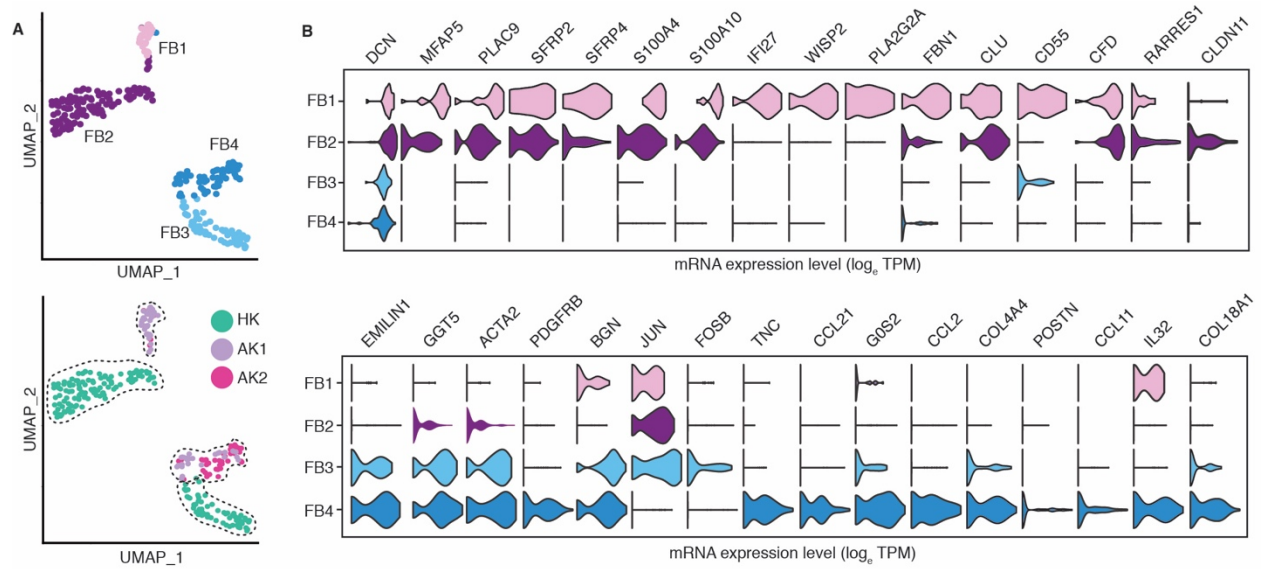 A
FB1
FB2
FB4
FB3
UMAP_2
UMAP_1
HK
AK1
AK2
UMAP_2
UMAP_1
B
DCN MFAP5 PLAC9 SFRP2 SFRP4 S100A4 S100A10 IFI27 WISP2 PLA2G2A FBN1 CLU CD55 CFD RARRES1 CLDN11
FB1
FB2
FB3
FB4
mRNA expression level (loge TPM)
EMILIN1 GGT5 ACTA2 PDGFRB BGN JUN FOSB TNC CCL21 G0S2 CCL2 COL4A4 POSTN CCL11 IL32 COL18A1
FB1
FB2
FB3
FB4
mRNA expression level (loge TPM)